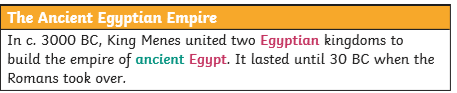 The Ancient Egyptian Empire
In c. 3000 BC, King Menes united two Egyptian kingdoms to
build the empire of ancient Egypt. It lasted until 30 BC when the
Romans took over.